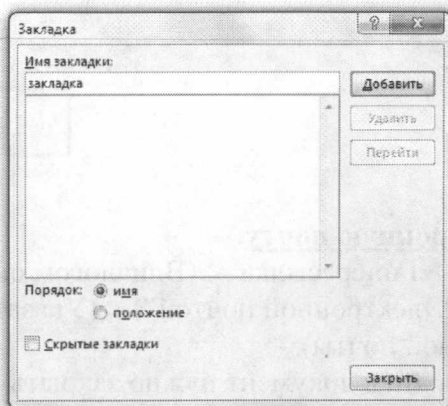 Закладка
Имя закладки:
закладка
Добавить
Удалить
Перейти
Порядок: имя
положение
Скрытые закладки
Закрыть